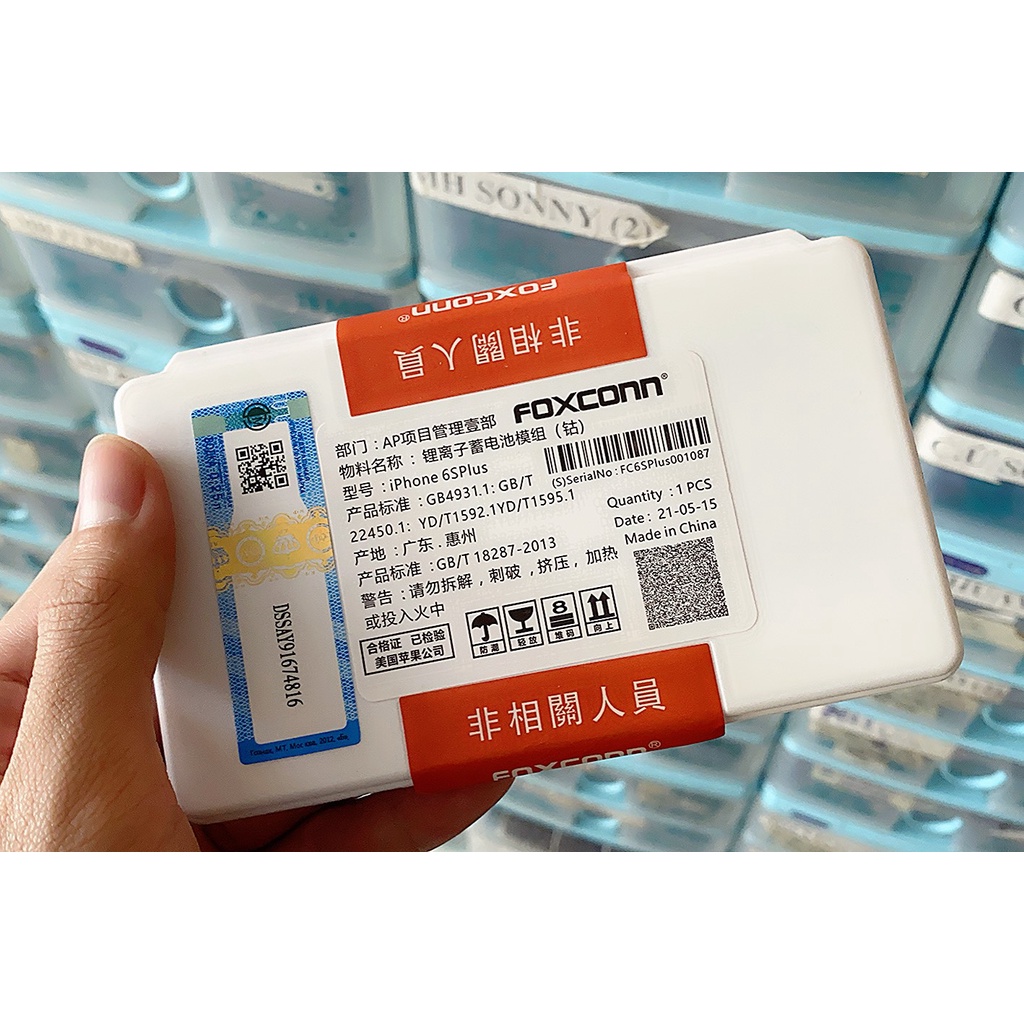 MH SONNY (2)
FOXCONN®
非相關人員
FOXCONN®
部门：AP项目管理壹部
物料名称：锂离子蓄电池模组（钴）
型号：iPhone 6SPlus
(S)SerialNo：FC6SPlus001087
产品标准：GB4931.1: GB/T
22450.1: YD/T1592.1YD/T1595.1
Quantity：1 PCS
产地：广东．惠州
Date：21-05-15
产品标准：GB/T 18287-2013
Made in China
警告：请勿拆解，刺破，挤压，加热
或投入火中
合格证 已检验
美国苹果公司
防潮
轻放
8
堆码
向上
DSSAY91674816
非相關人員
FOXCONN®